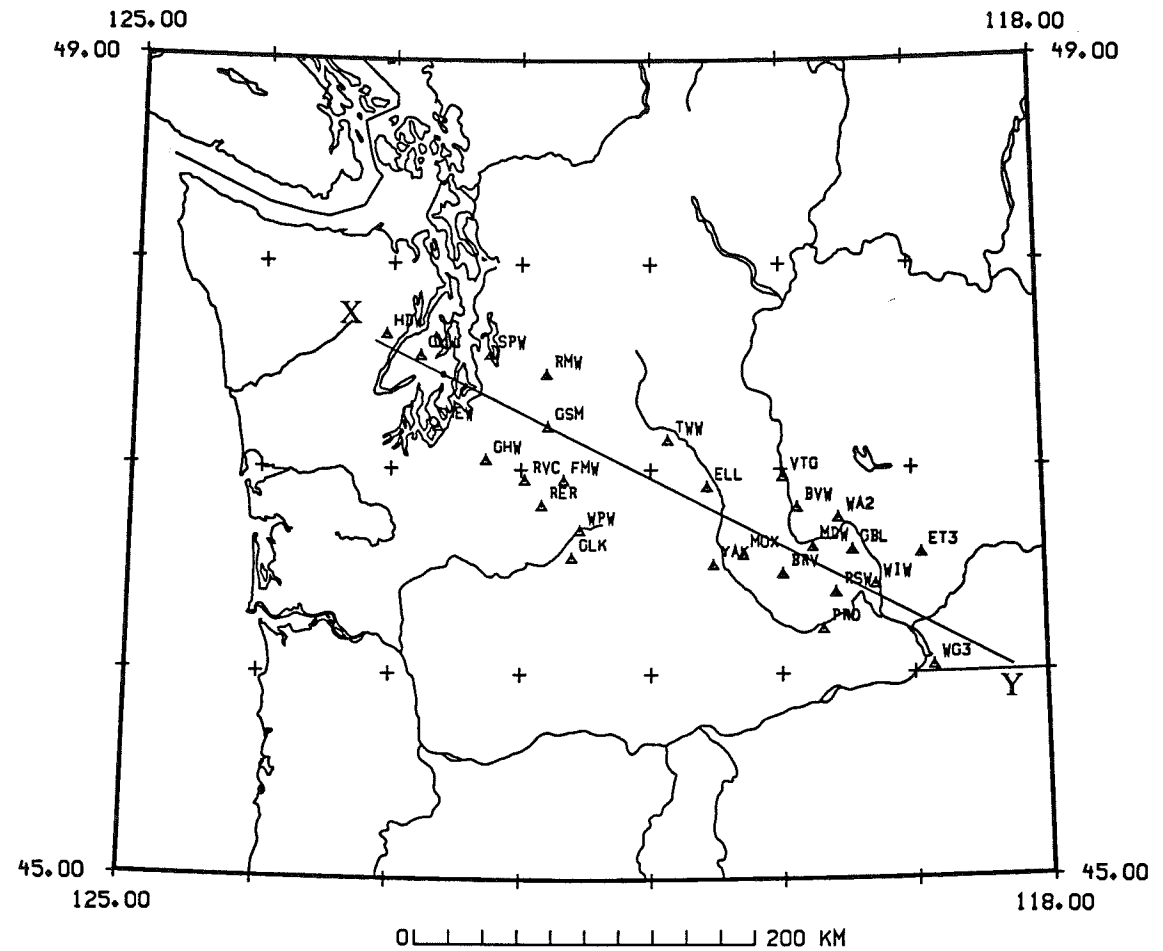 125.00 118.00
49.00 49.00
X
HDW
SPW
RMW
GSM
TWW
GHW
RVC FMW
VTG
ELL
RER
BVW
WA2
WPW
GLK
MDW GBL ET3
YAK MOX
BRV
RSW WIW
PRO
WG3
Y
45.00 45.00
125.00 118.00
0 200 KM